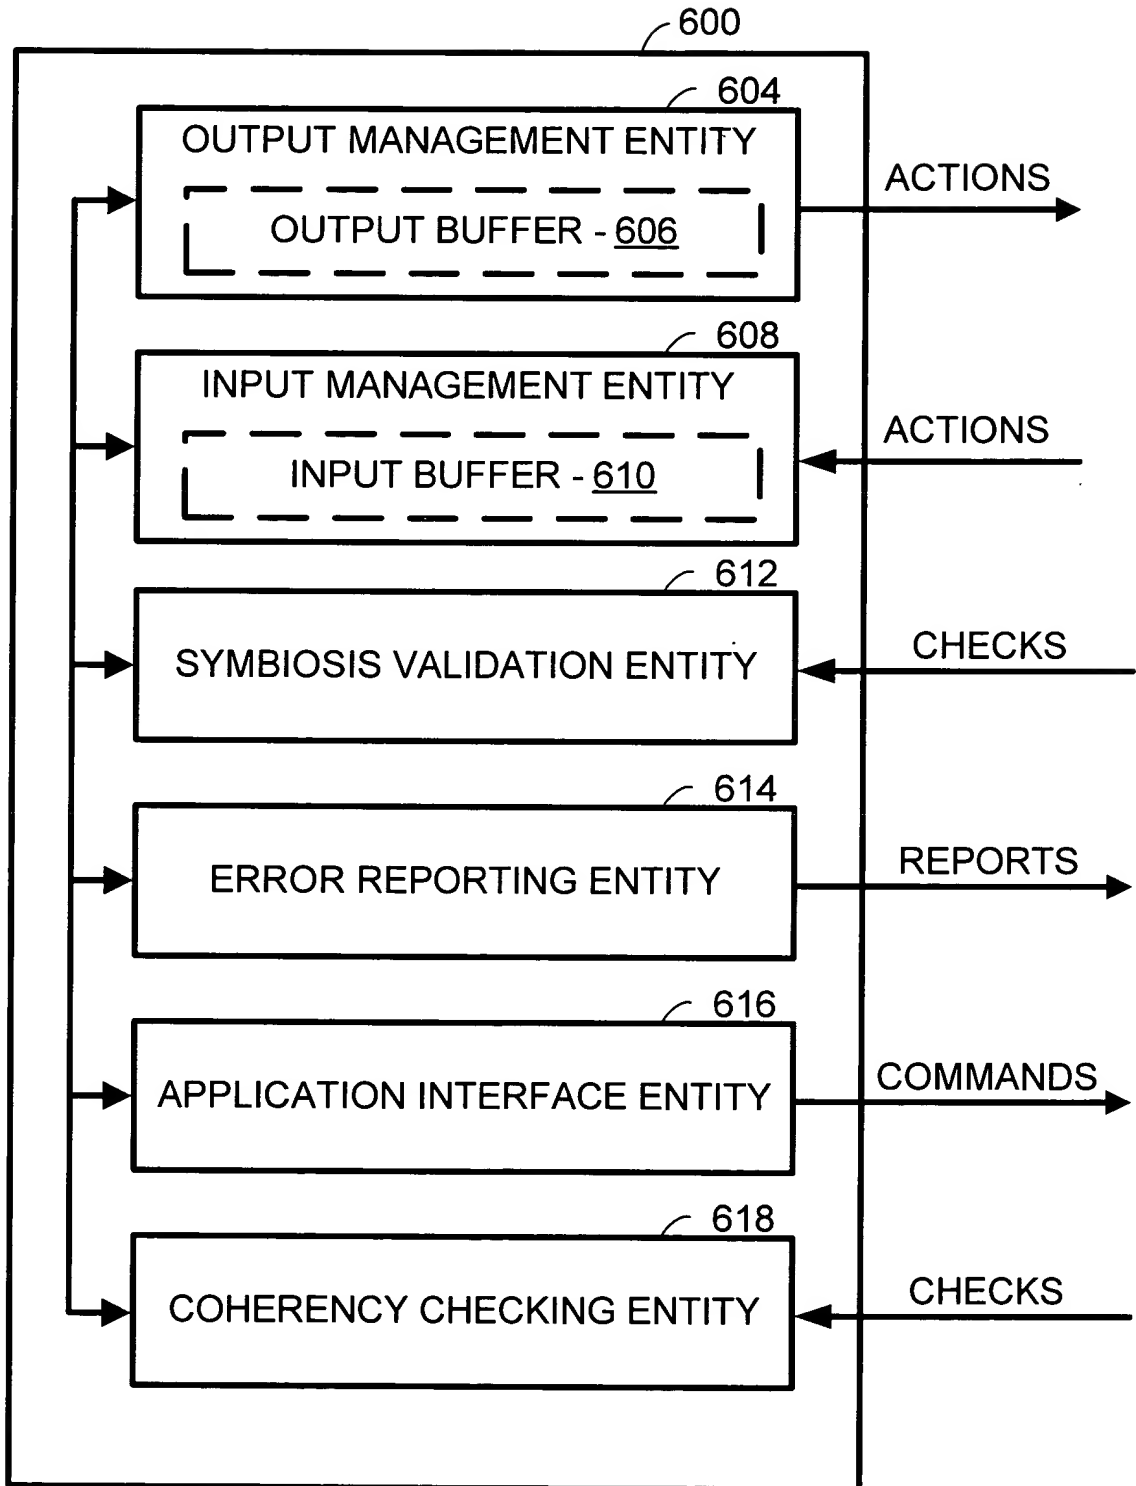 600
604
OUTPUT MANAGEMENT ENTITY
ACTIONS
OUTPUT BUFFER - 606
608
INPUT MANAGEMENT ENTITY
ACTIONS
INPUT BUFFER - 610
612
CHECKS
SYMBIOSIS VALIDATION ENTITY
614
REPORTS
ERROR REPORTING ENTITY
616
COMMANDS
APPLICATION INTERFACE ENTITY
618
CHECKS
COHERENCY CHECKING ENTITY